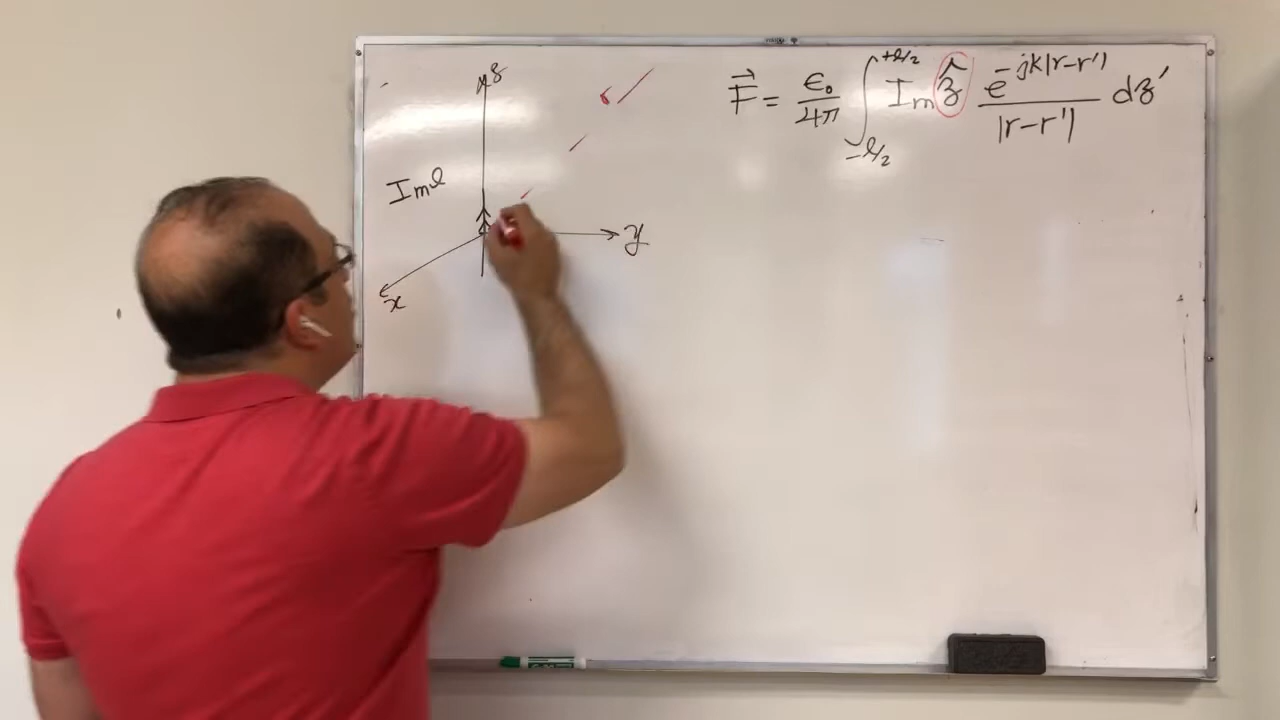 z
F⃗ = ε₀/4π ∫_{-ℓ/2}^{+ℓ/2} Im ẑ e^{-jk|r-r'|}/|r-r'| dz'
Imℓ
y
x